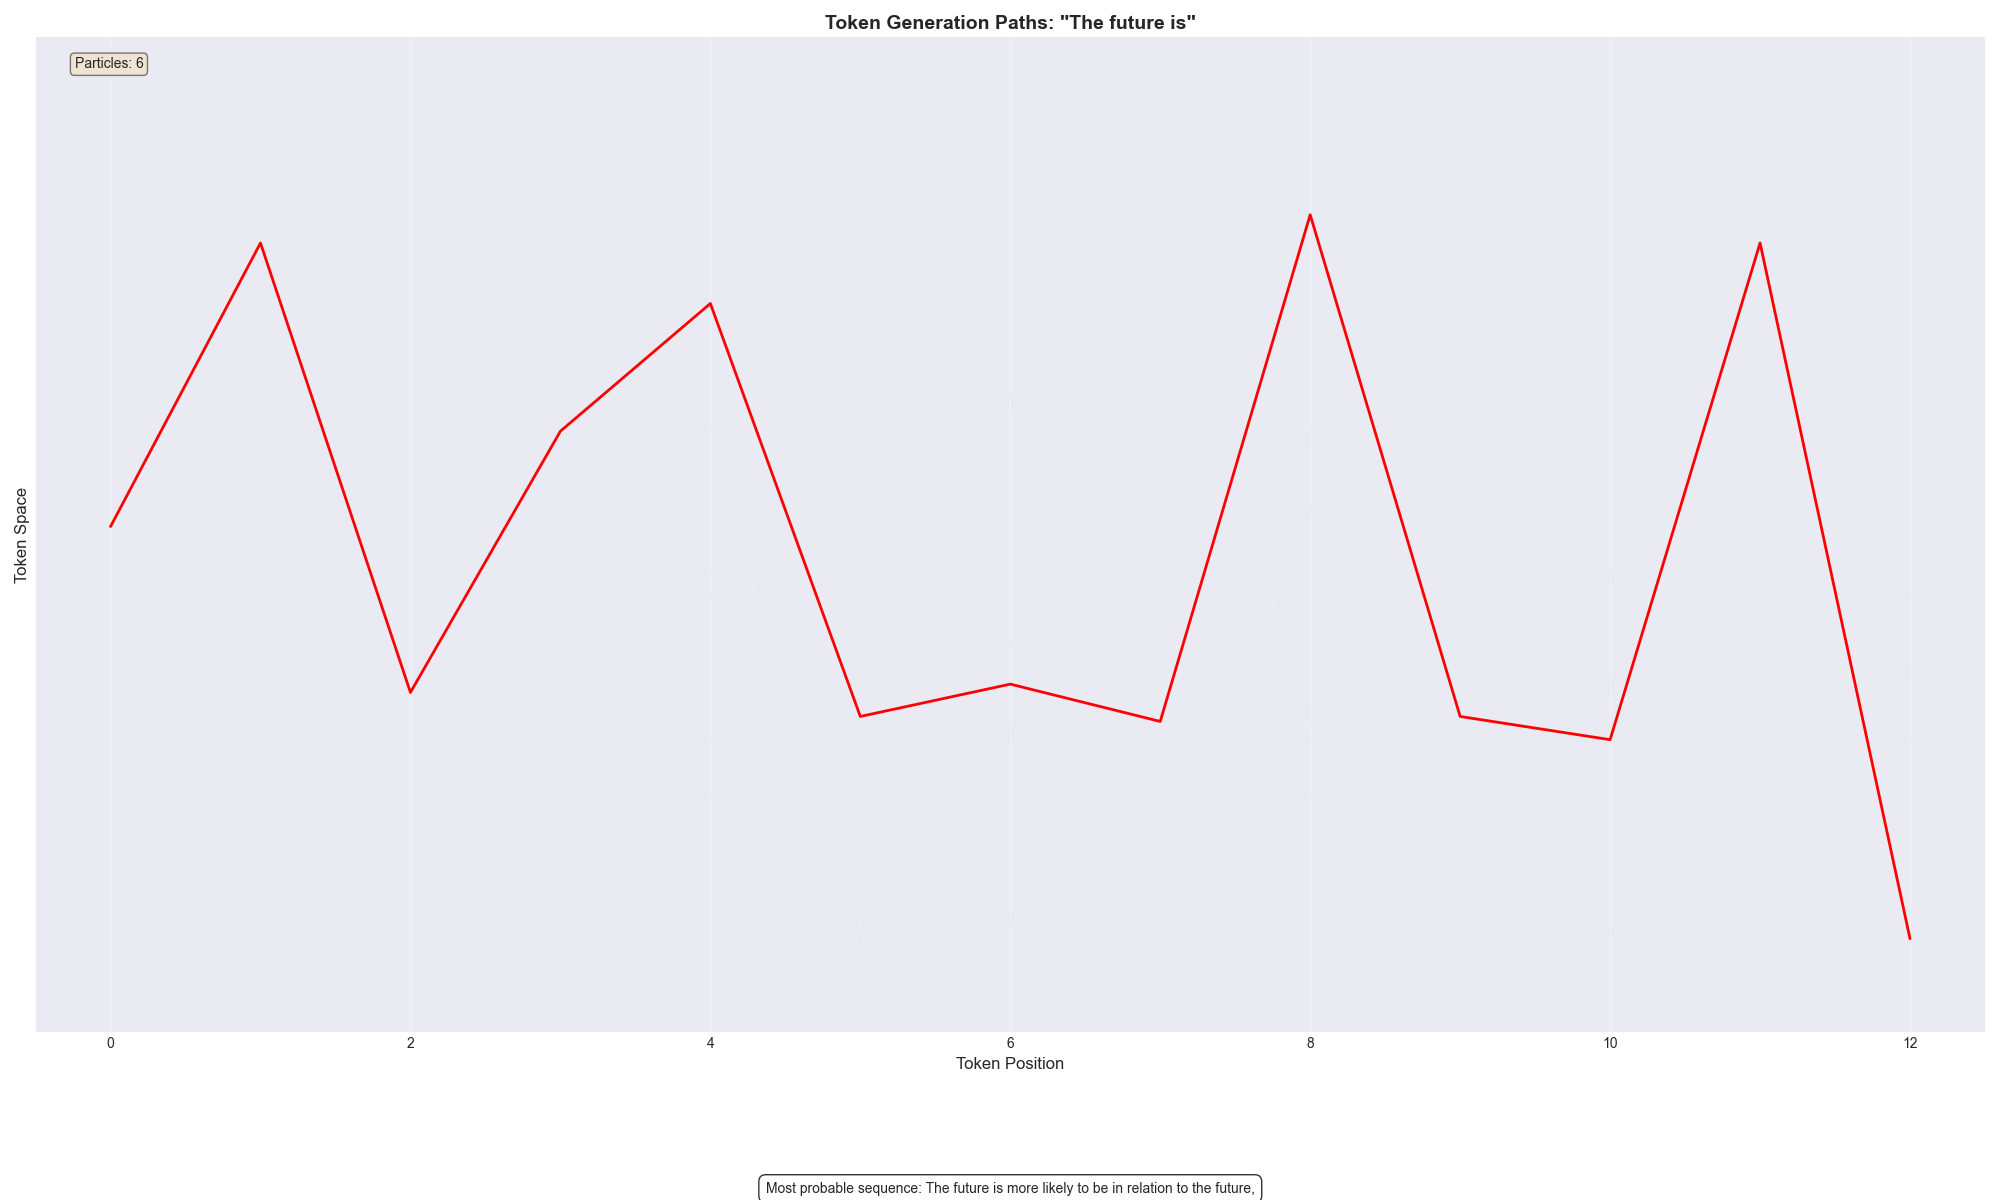 Token Generation Paths: "The future is"
Particles: 6
Token Space
0 2 4 6 8 10 12
Token Position
Most probable sequence: The future is more likely to be in relation to the future,